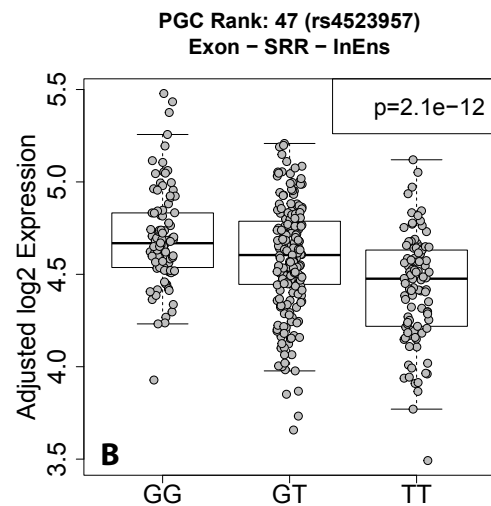 PGC Rank: 47 (rs4523957)
Exon − SRR − InEns
p=2.1e−12
Adjusted log2 Expression
5.5
5.0
4.5
4.0
3.5
B
GG GT TT